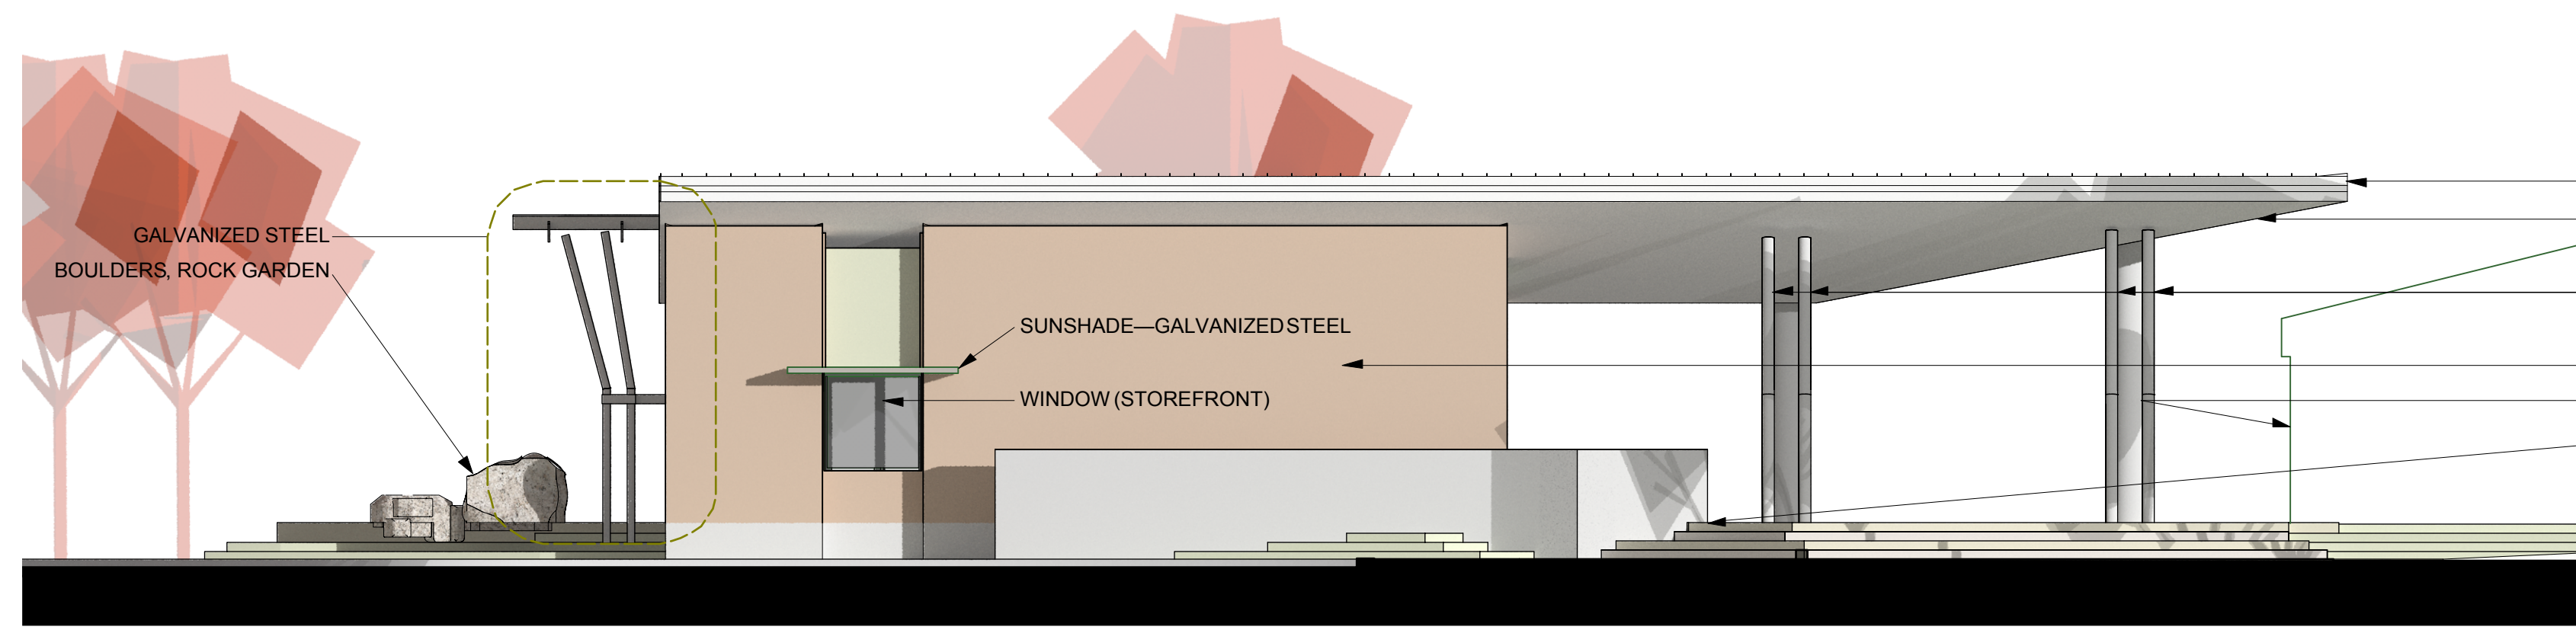 GALVANIZED STEEL
BOULDERS, ROCK GARDEN
SUNSHADE—GALVANIZED STEEL
WINDOW (STOREFRONT)